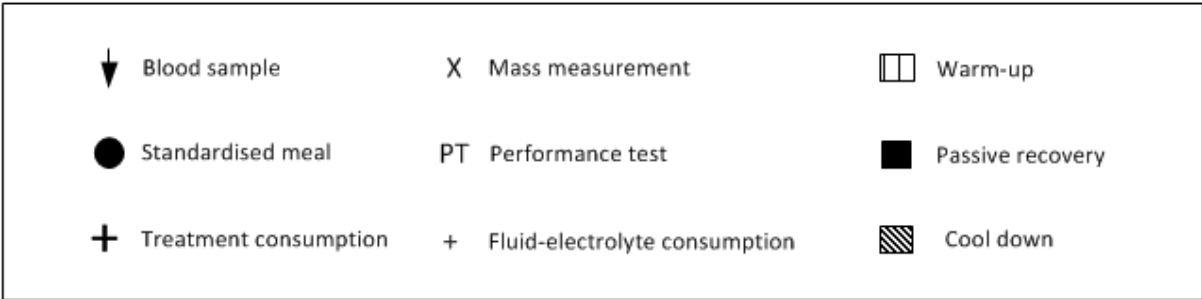 Blood sample X Mass measurement Warm-up
Standardised meal PT Performance test Passive recovery
Treatment consumption + Fluid-electrolyte consumption Cool down